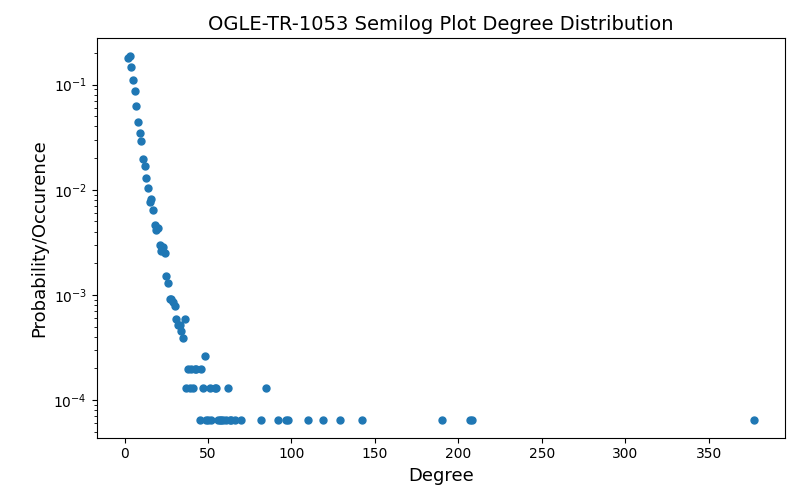 OGLE-TR-1053 Semilog Plot Degree Distribution
Probability/Occurence
10⁻¹
10⁻²
10⁻³
10⁻⁴
0 50 100 150 200 250 300 350
Degree